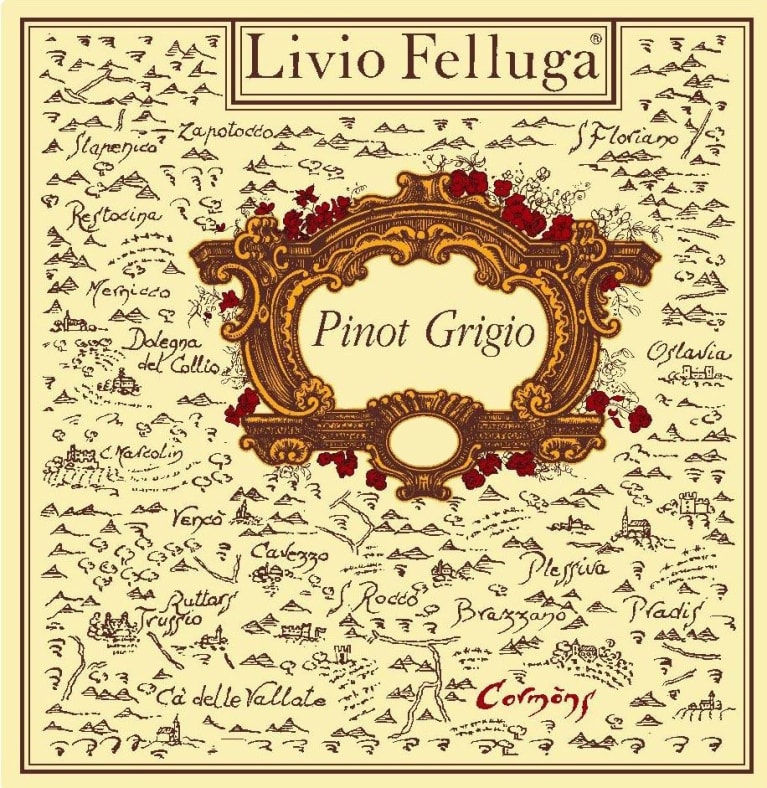 Livio Felluga®
Zapotocco
S Floriano
Slapenico
Restocina
Pinot Grigio
Mernicco
Dolegna
del Collio
Oslavia
C. Marcolin
Vencò
Cavezzo
Plessiva
Ruttars
Trussio
S. Rocco
Brazzano
Pradis
Cà delle Vallate
Cormòns